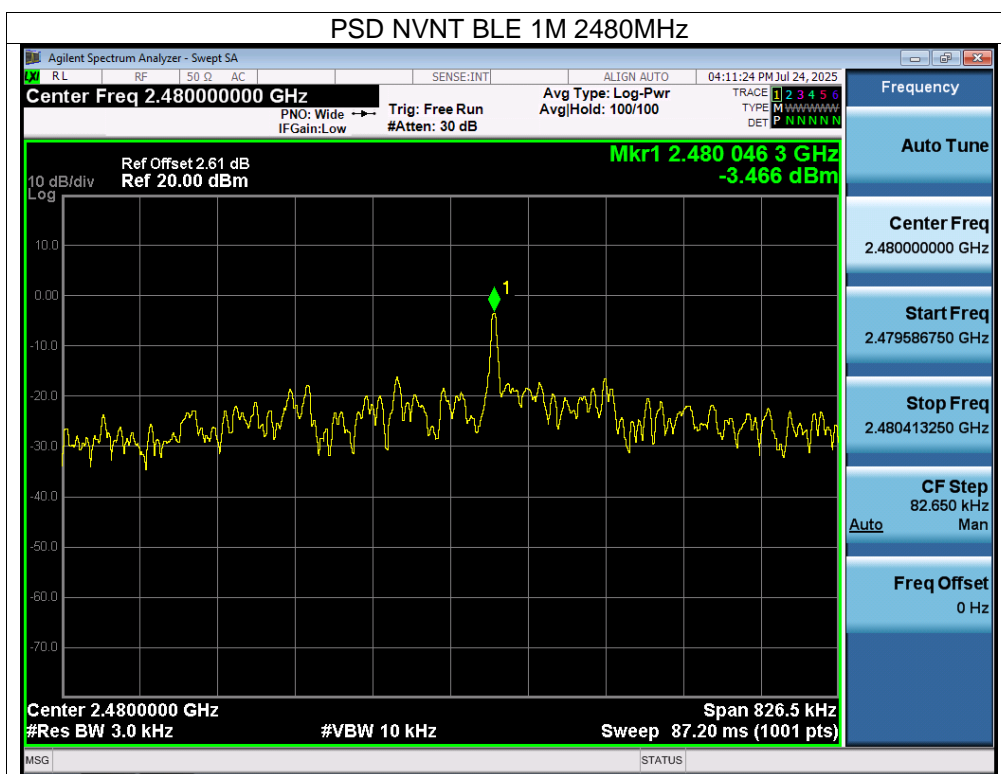 PSD NVNT BLE 1M 2480MHz
Agilent Spectrum Analyzer - Swept SA
LXI RL RF 50 Ω AC SENSE:INT ALIGN AUTO 04:11:24 PM Jul 24, 2025
Center Freq 2.480000000 GHz
PNO: Wide
IFGain:Low
Trig: Free Run
#Atten: 30 dB
Avg Type: Log-Pwr
Avg|Hold: 100/100
TRACE 1 2 3 4 5 6
TYPE M WWWWW
DET P N N N N N
Ref Offset 2.61 dB
10 dB/div Ref 20.00 dBm
Log
Mkr1 2.480 046 3 GHz
-3.466 dBm
10.0
0.00
-10.0
-20.0
-30.0
-40.0
-50.0
-60.0
-70.0
1
Center 2.4800000 GHz Span 826.5 kHz
#Res BW 3.0 kHz #VBW 10 kHz Sweep 87.20 ms (1001 pts)
MSG STATUS
Frequency
Auto Tune
Center Freq
2.480000000 GHz
Start Freq
2.479586750 GHz
Stop Freq
2.480413250 GHz
CF Step
82.650 kHz
Auto Man
Freq Offset
0 Hz